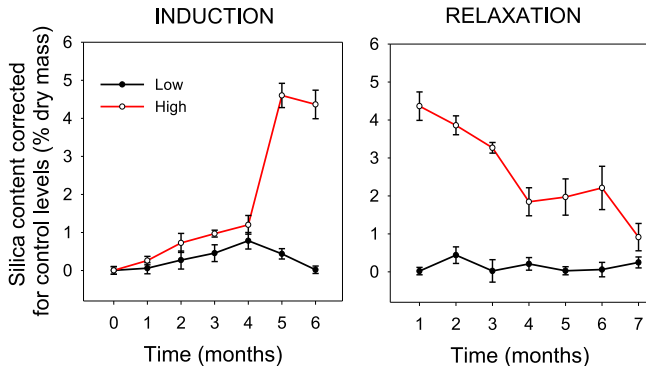 INDUCTION
Silica content corrected
for control levels (% dry mass)
6
5
4
3
2
1
0
Low
High
0 1 2 3 4 5 6
Time (months)
RELAXATION
6
5
4
3
2
1
0
1 2 3 4 5 6 7
Time (months)